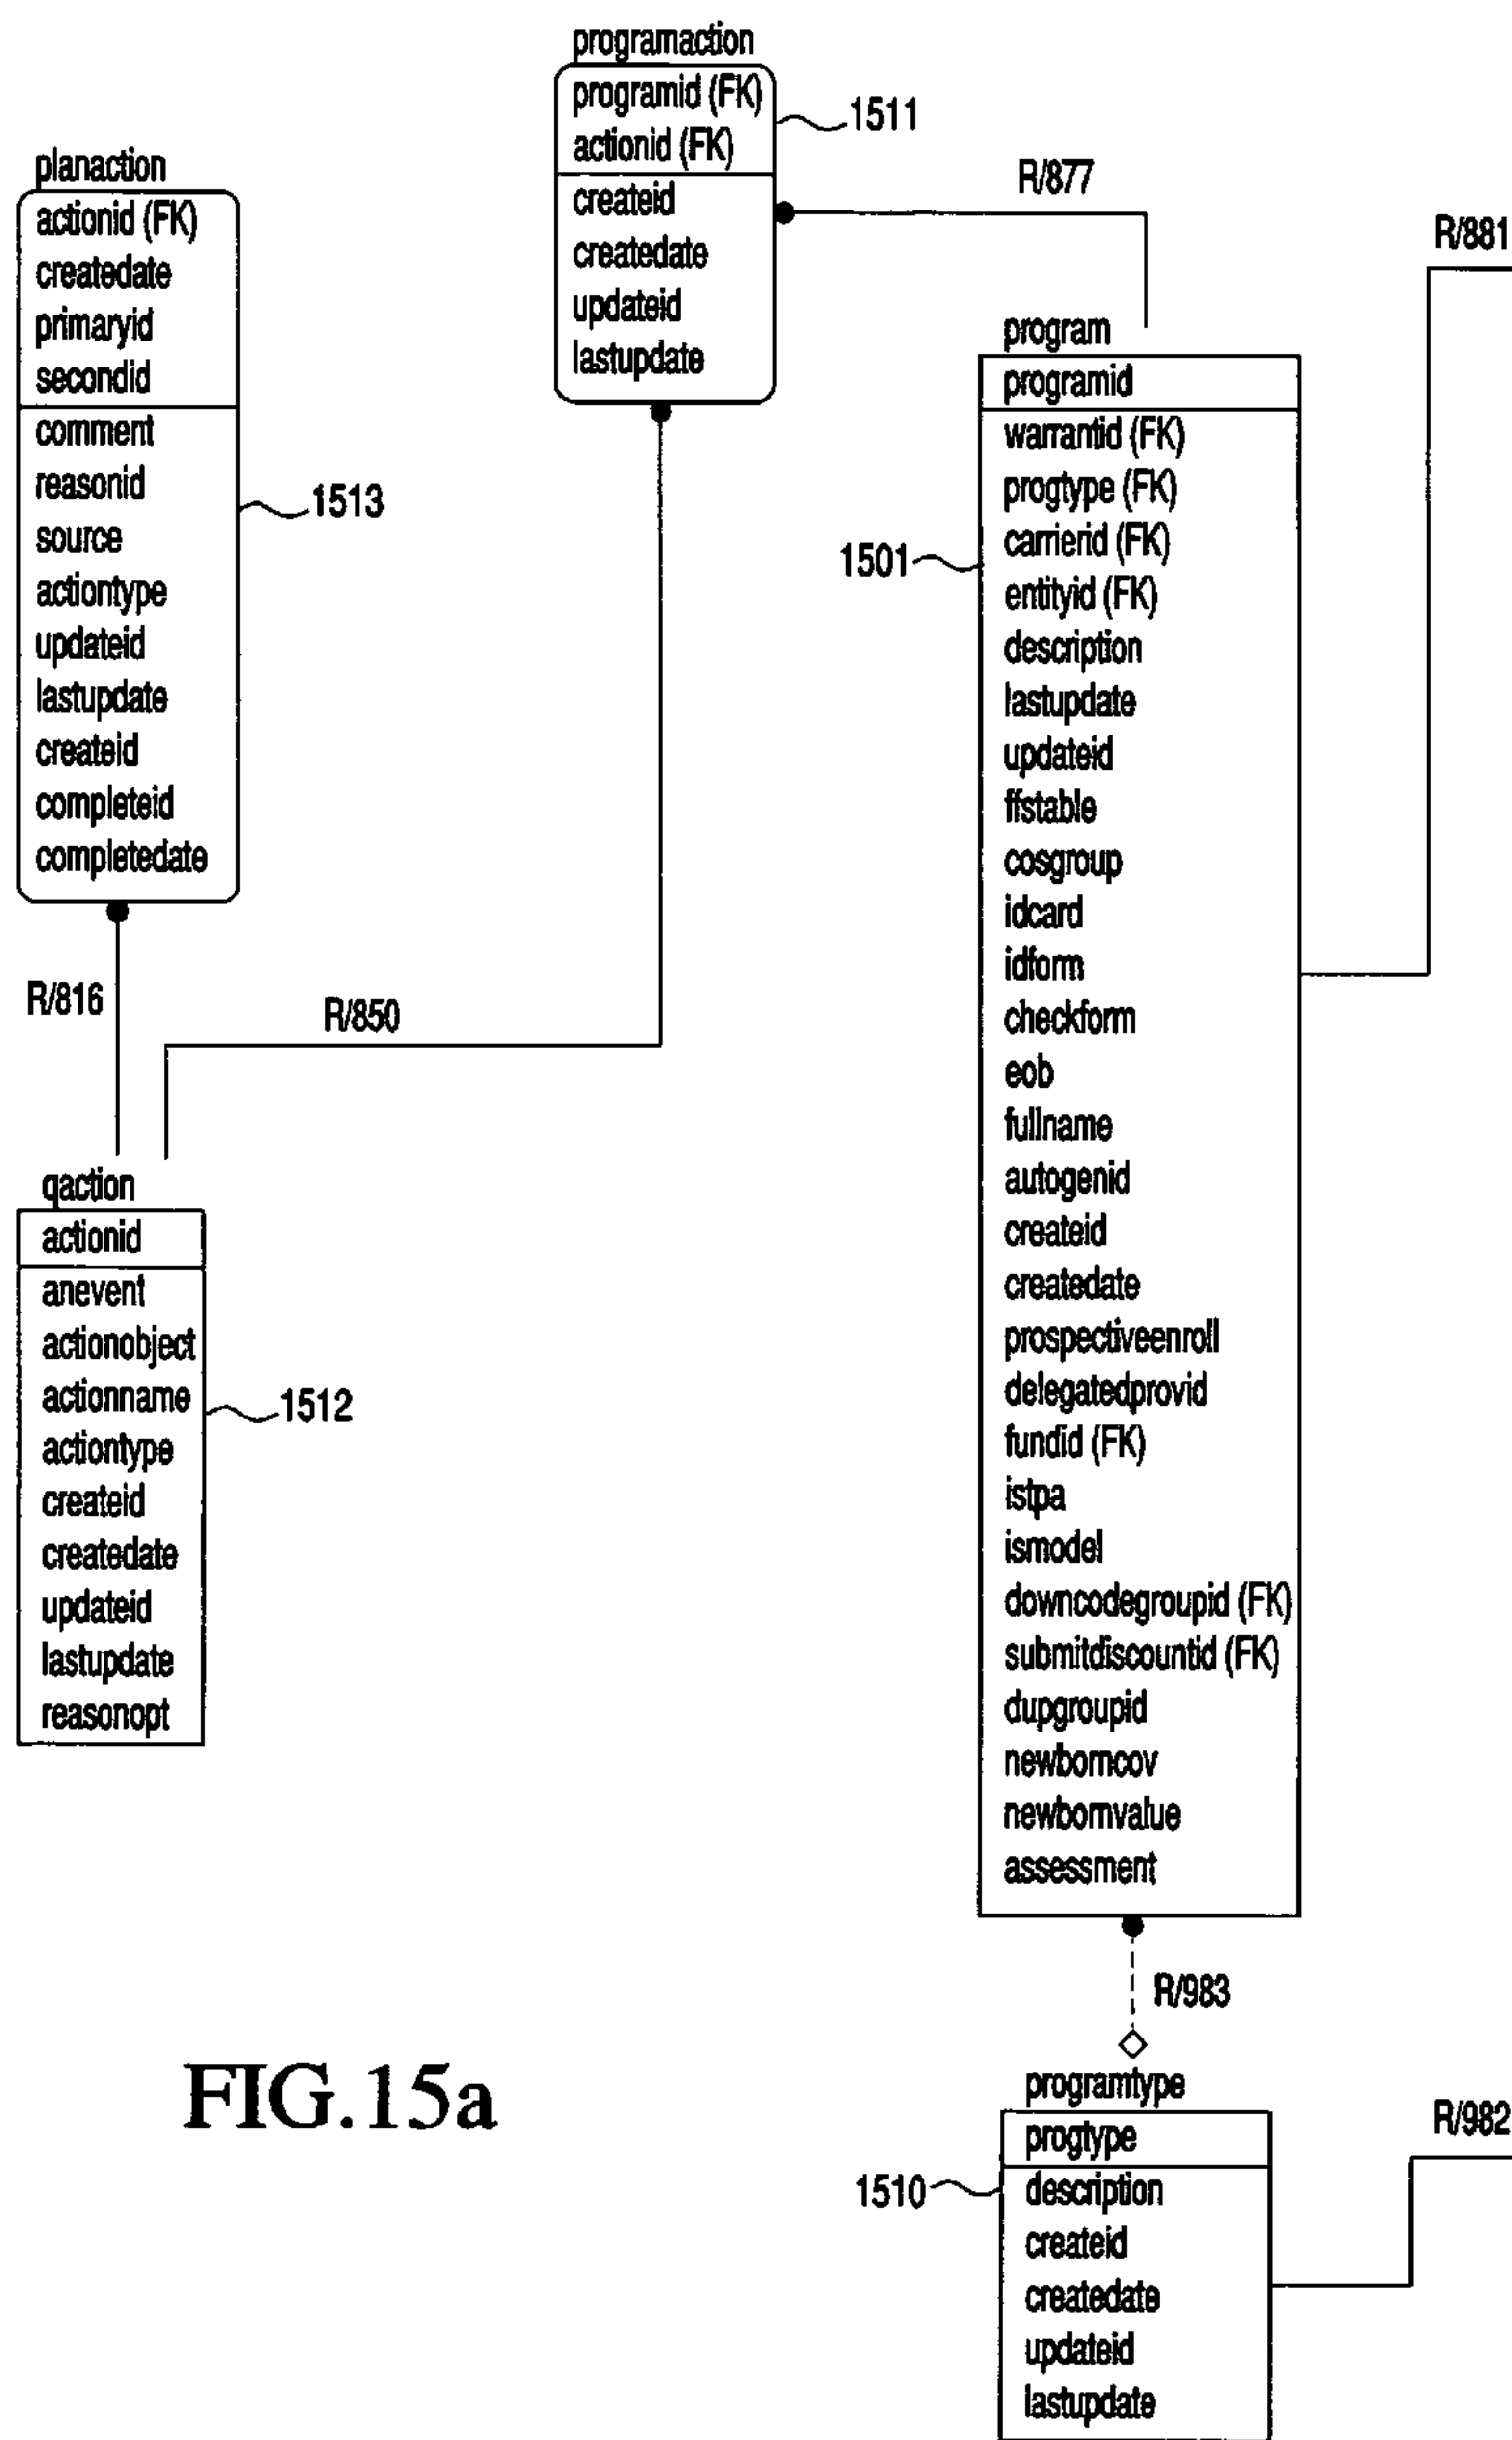 programaction
programid (FK)
actionid (FK)
createid
createdate
updateid
lastupdate
1511
R/877
R/881
planaction
actionid (FK)
createdate
primaryid
secondid
comment
reasonid
source
actiontype
updateid
lastupdate
createid
completeid
completedate
1513
R/816
R/850
qaction
actionid
anevent
actionobject
actionname
actiontype
createid
createdate
updateid
lastupdate
reasonopt
1512
program
programid
warrantid (FK)
progtype (FK)
carrierid (FK)
entityid (FK)
description
lastupdate
updateid
ffstable
cosgroup
idcard
idform
checkform
eob
fullname
autogenid
createid
createdate
prospectiveenroll
delegatedprovid
fundid (FK)
istpa
ismodel
downcodegroupid (FK)
submitdiscountid (FK)
dupgroupid
newborncov
newbornvalue
assessment
1501
R/983
programtype
progtype
description
createid
createdate
updateid
lastupdate
1510
R/982
FIG.15a